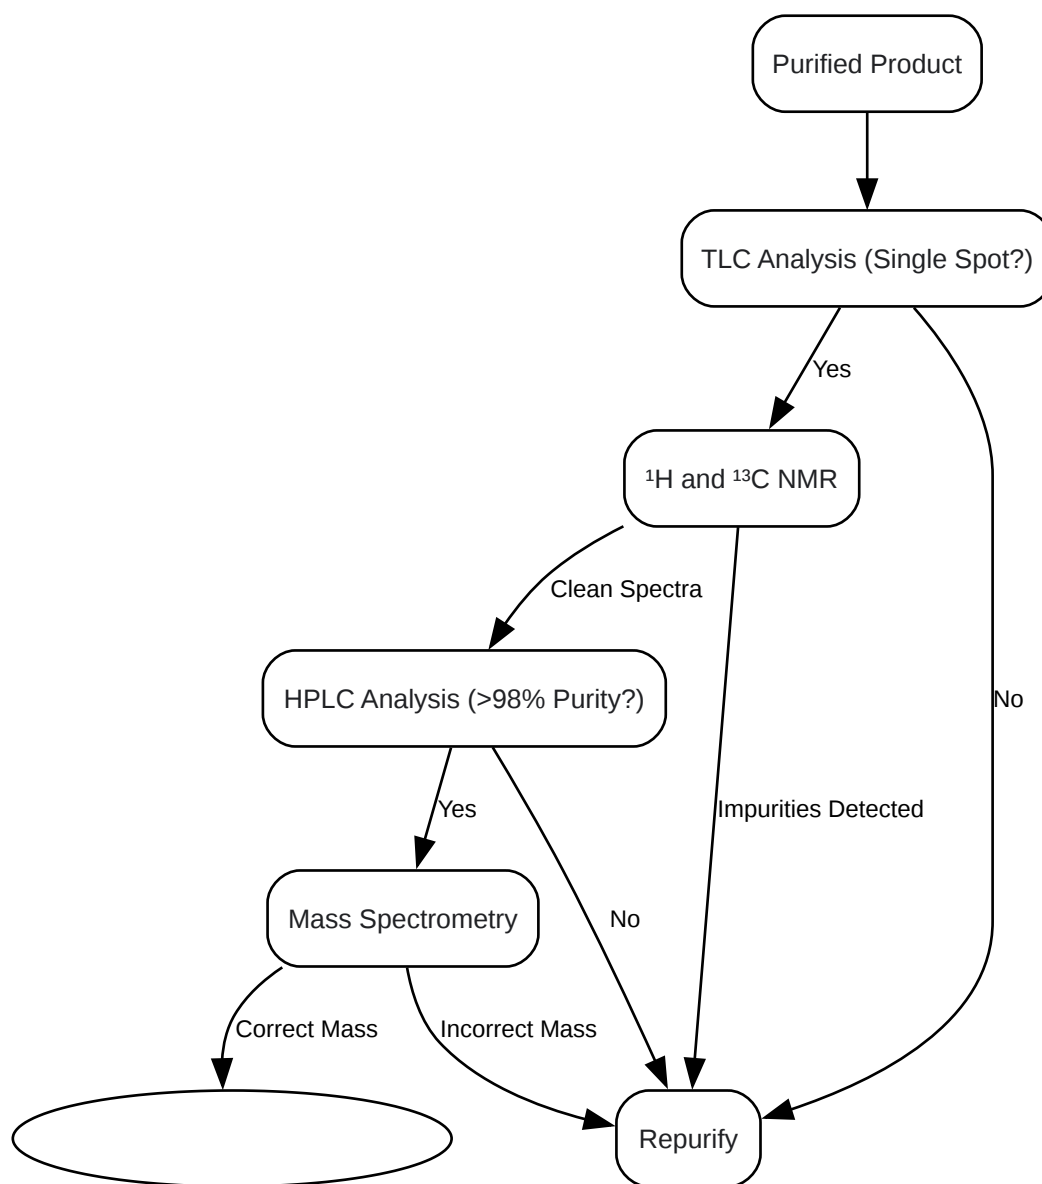 Purified Product
TLC Analysis (Single Spot?)
Yes
¹H and ¹³C NMR
Clean Spectra
HPLC Analysis (>98% Purity?)
No
Yes
Impurities Detected
Mass Spectrometry
No
Correct Mass
Incorrect Mass
Repurify